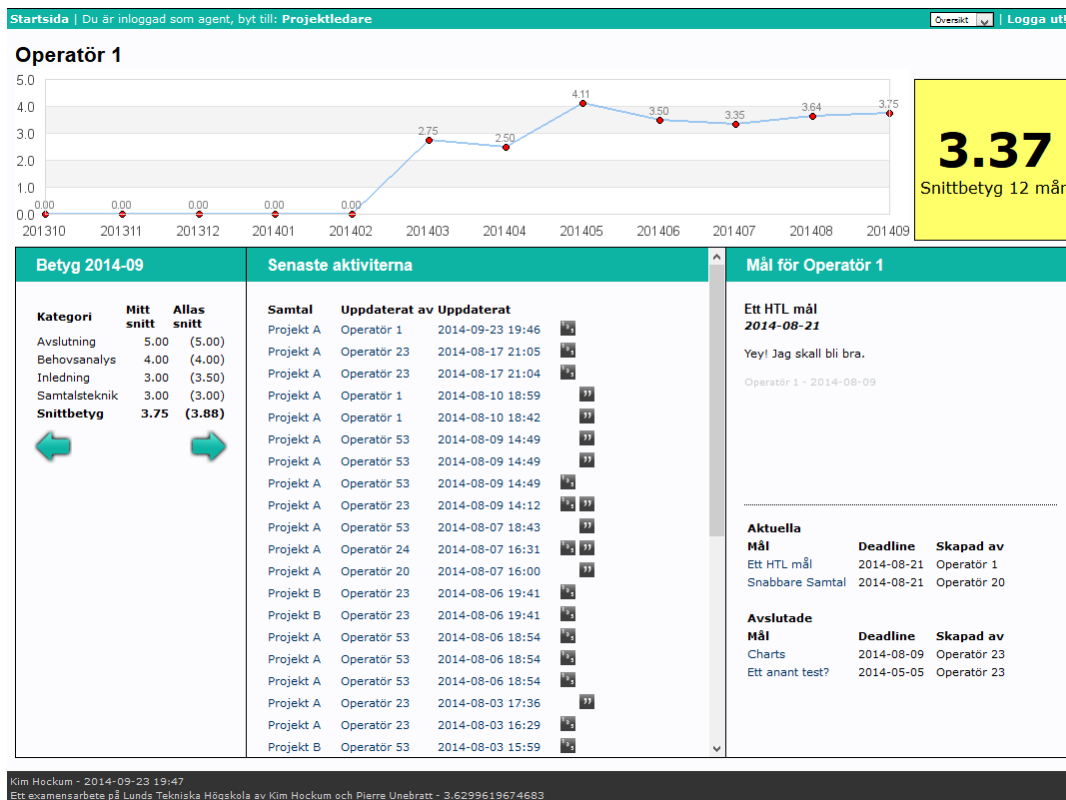 Startsida | Du är inloggad som agent, byt till: Projektledare
Översikt | Logga ut!
Operatör 1
5.0
4.0
3.0
2.0
1.0
0.0
0.00 0.00 0.00 0.00 0.00 2.75 2.50 4.11 3.50 3.35 3.64 3.75
201310 201311 201312 201401 201402 201403 201404 201405 201406 201407 201408 201409
3.37
Snittbetyg 12 mån
Betyg 2014-09
Kategori Mitt snitt Allas snitt
Avslutning 5.00 (5.00)
Behovsanalys 4.00 (4.00)
Inledning 3.00 (3.50)
Samtalsteknik 3.00 (3.00)
Snittbetyg 3.75 (3.88)
Senaste aktiviterna
Samtal Uppdaterat av Uppdaterat
Projekt A Operatör 1 2014-09-23 19:46
Projekt A Operatör 23 2014-08-17 21:05
Projekt A Operatör 23 2014-08-17 21:04
Projekt A Operatör 1 2014-08-10 18:59
Projekt A Operatör 1 2014-08-10 18:42
Projekt A Operatör 53 2014-08-09 14:49
Projekt A Operatör 53 2014-08-09 14:49
Projekt A Operatör 53 2014-08-09 14:49
Projekt A Operatör 23 2014-08-09 14:12
Projekt A Operatör 53 2014-08-07 18:43
Projekt A Operatör 24 2014-08-07 16:31
Projekt A Operatör 20 2014-08-07 16:00
Projekt B Operatör 23 2014-08-06 19:41
Projekt B Operatör 23 2014-08-06 19:41
Projekt A Operatör 53 2014-08-06 18:54
Projekt A Operatör 53 2014-08-06 18:54
Projekt A Operatör 53 2014-08-06 18:54
Projekt A Operatör 23 2014-08-03 17:36
Projekt A Operatör 23 2014-08-03 16:29
Projekt B Operatör 53 2014-08-03 15:59
Mål för Operatör 1
Ett HTL mål
2014-08-21
Yey! Jag skall bli bra.
Operatör 1 - 2014-08-09
Aktuella
Mål Deadline Skapad av
Ett HTL mål 2014-08-21 Operatör 1
Snabbare Samtal 2014-08-21 Operatör 20
Avslutade
Mål Deadline Skapad av
Charts 2014-08-09 Operatör 23
Ett anant test? 2014-05-05 Operatör 23
Kim Hockum - 2014-09-23 19:47
Ett examensarbete på Lunds Tekniska Högskola av Kim Hockum och Pierre Unebratt - 3.6299619674683